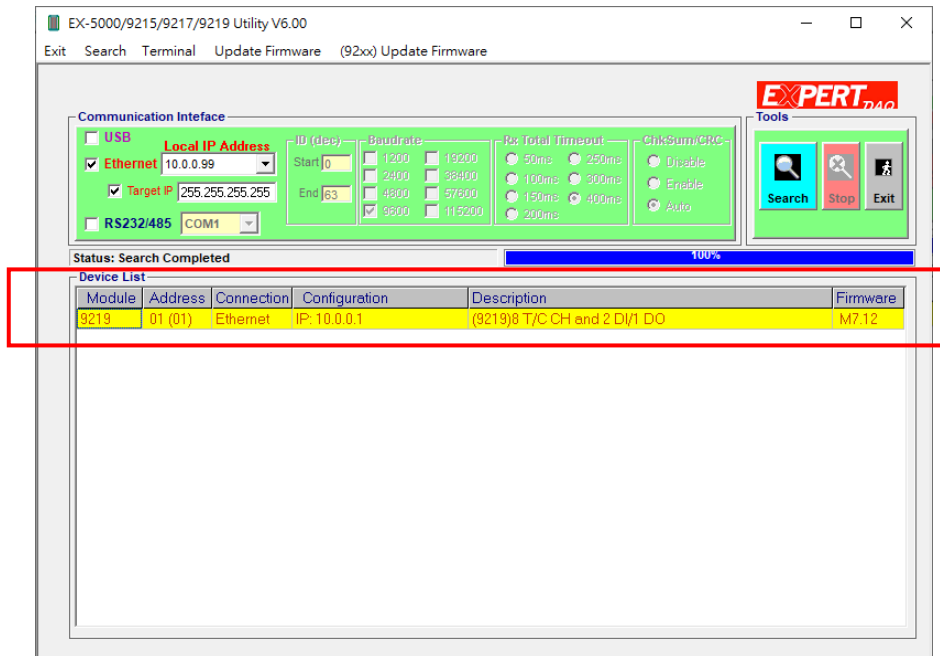 EX-5000/9215/9217/9219 Utility V6.00
Exit Search Terminal Update Firmware (92xx) Update Firmware
EXPERT DAQ
Communication Inteface
USB
Local IP Address
Ethernet 10.0.0.99
Target IP 255.255.255.255
RS232/485 COM1
ID (dec)
Start 0
End 63
Baudrate
1200 19200
2400 38400
4800 57600
9600 115200
Rx Total Timeout
50ms 250ms
100ms 300ms
150ms 400ms
200ms
ChkSum/CRC
Disable
Enable
Auto
Tools
Search Stop Exit
Status: Search Completed 100%
Device List
Module Address Connection Configuration Description Firmware
9219 01 (01) Ethernet IP: 10.0.0.1 (9219)8 T/C CH and 2 DI/1 DO M7.12